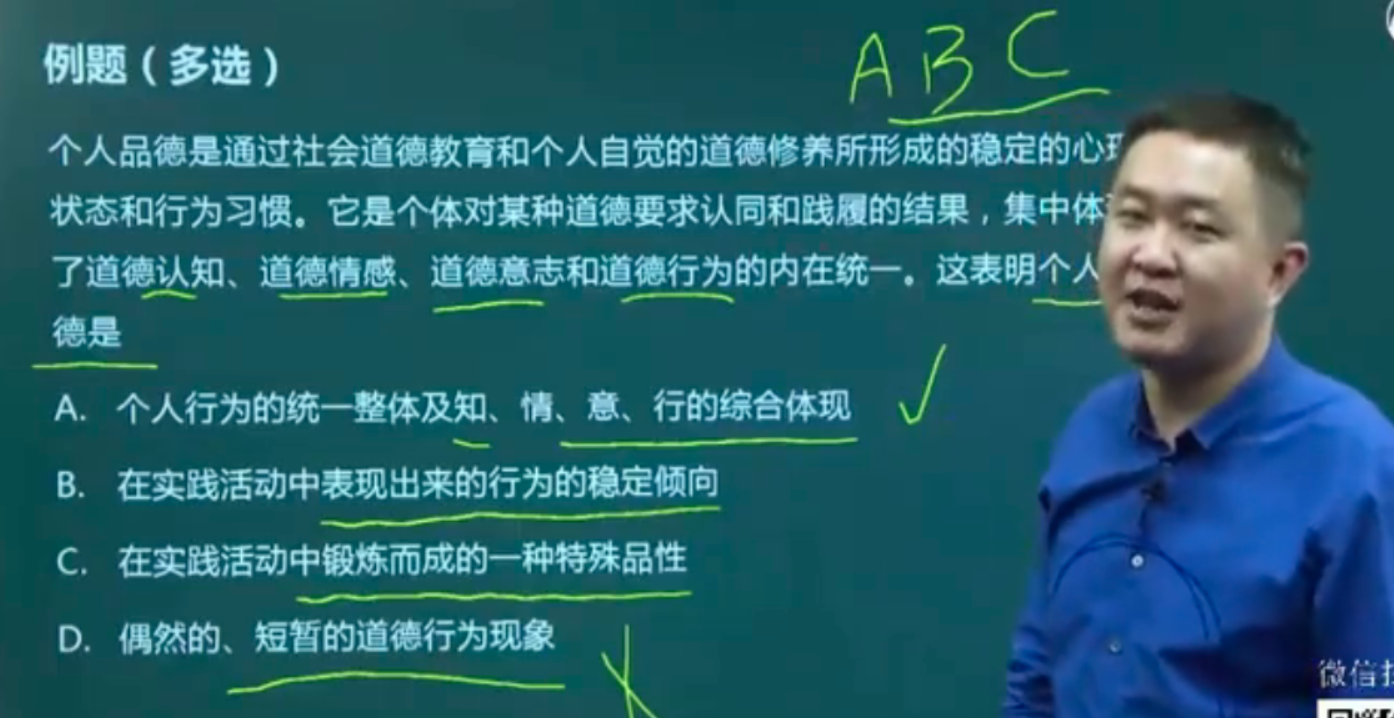 例题（多选）
A B C
个人品德是通过社会道德教育和个人自觉的道德修养所形成的稳定的心
状态和行为习惯。它是个体对某种道德要求认同和践履的结果，集中体
了道德认知、道德情感、道德意志和道德行为的内在统一。这表明个人
德是
A. 个人行为的统一整体及知、情、意、行的综合体现
B. 在实践活动中表现出来的行为的稳定倾向
C. 在实践活动中锻炼而成的一种特殊品性
D. 偶然的、短暂的道德行为现象
微信扫